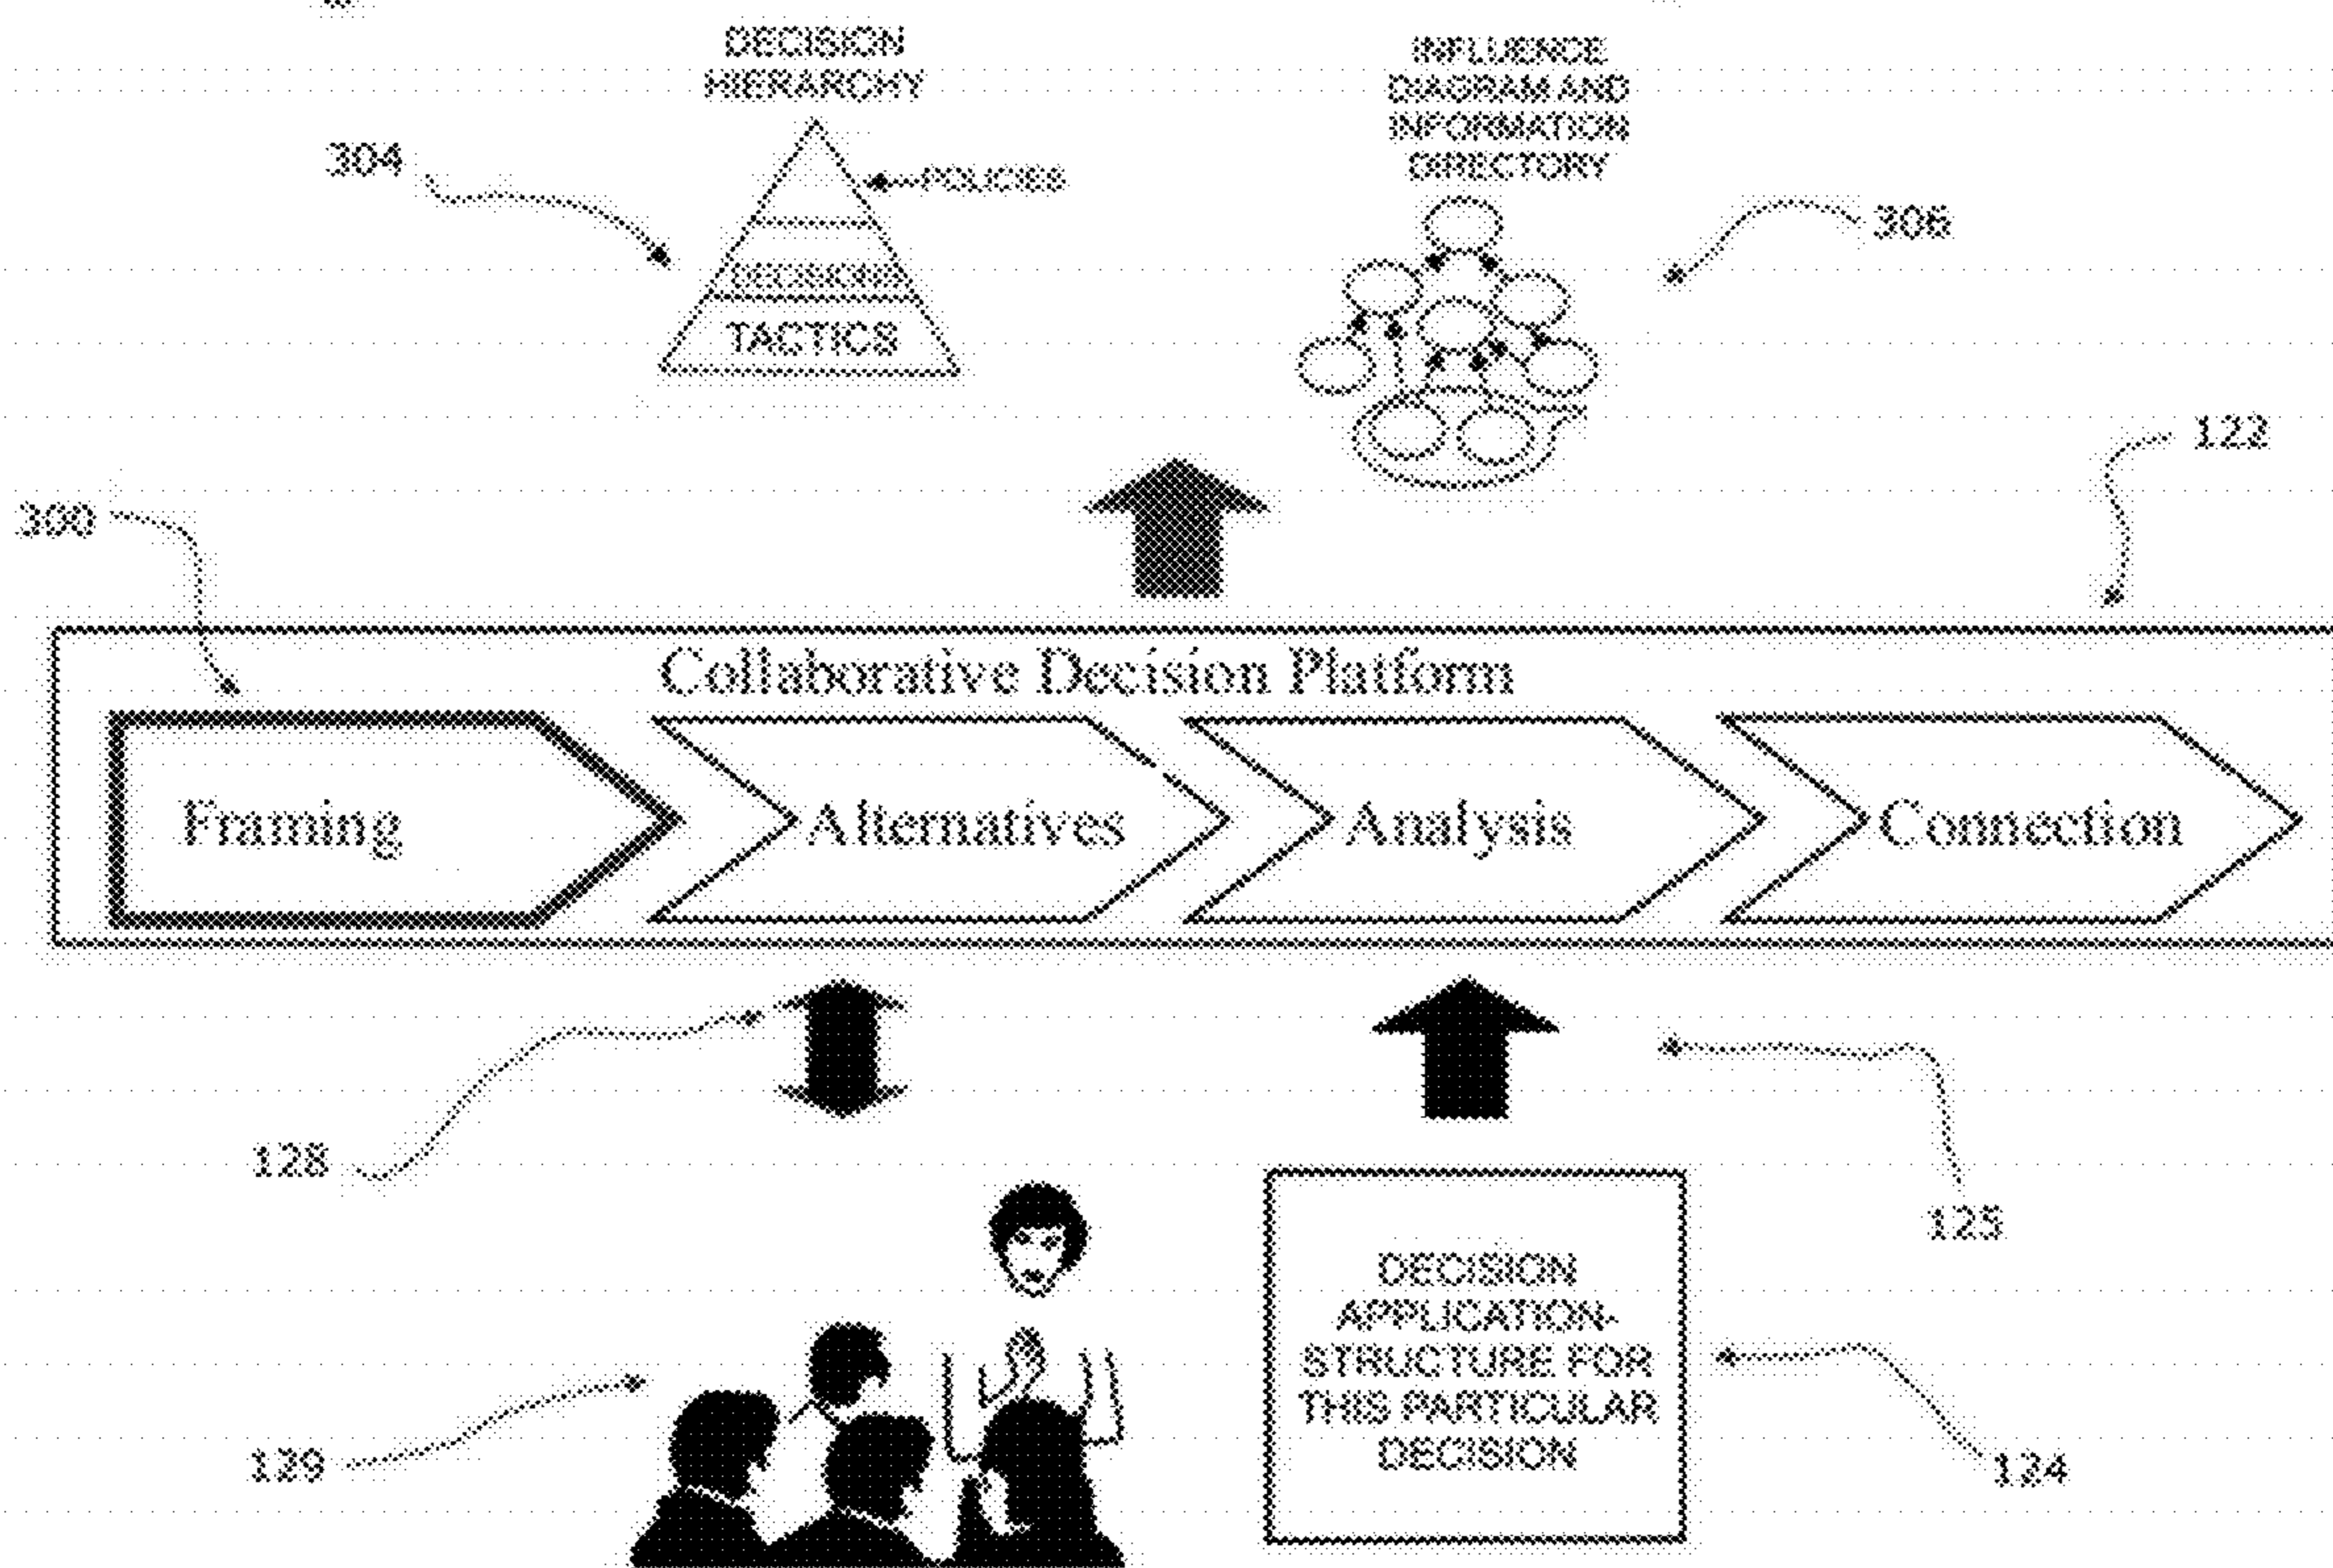 DECISION
HIERARCHY
INFLUENCE
DIAGRAM AND
INFORMATION
DIRECTORY
304
POLICIES
306
DECISIONS
TACTICS
122
300
Collaborative Decision Platform
Framing
Alternatives
Analysis
Connection
128
125
DECISION
APPLICATION-
STRUCTURE FOR
THIS PARTICULAR
DECISION
129
124